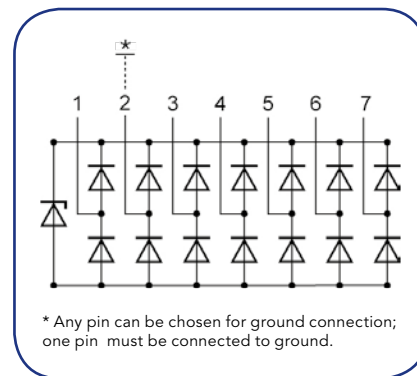 *
1 2 3 4 5 6 7
* Any pin can be chosen for ground connection;
one pin must be connected to ground.